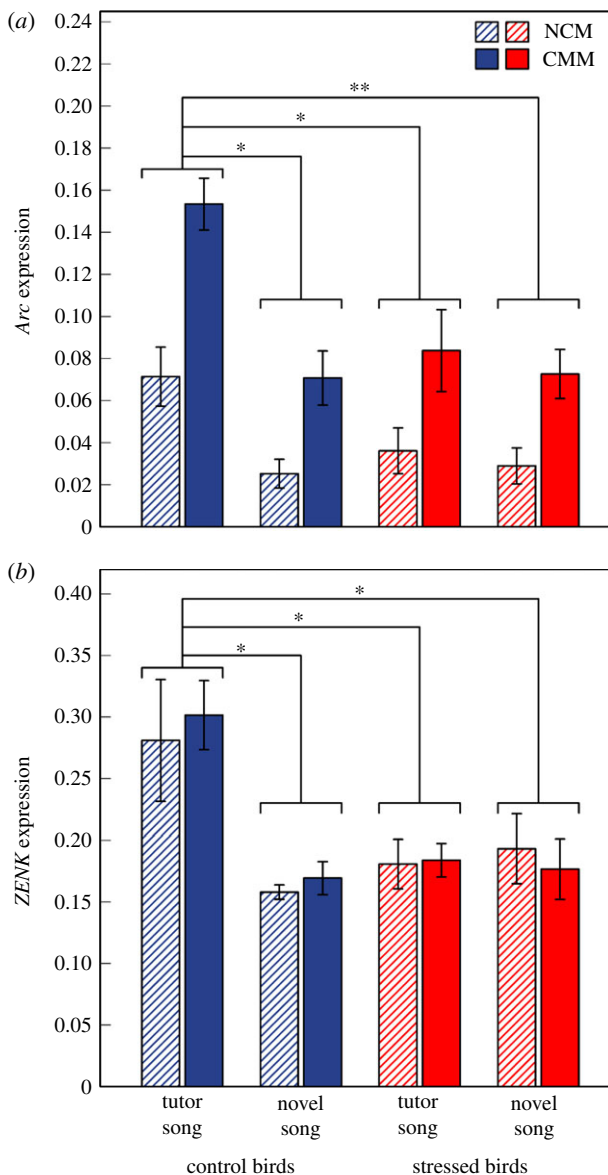 (a)
0.24
0.22
0.20
0.18
0.16
0.14
0.12
0.10
0.08
0.06
0.04
0.02
0
Arc expression
NCM
CMM
**
*
*
(b)
0.40
0.35
0.30
0.25
0.20
0.15
0.10
0.05
0
ZENK expression
*
*
*
tutor song
novel song
tutor song
novel song
control birds
stressed birds